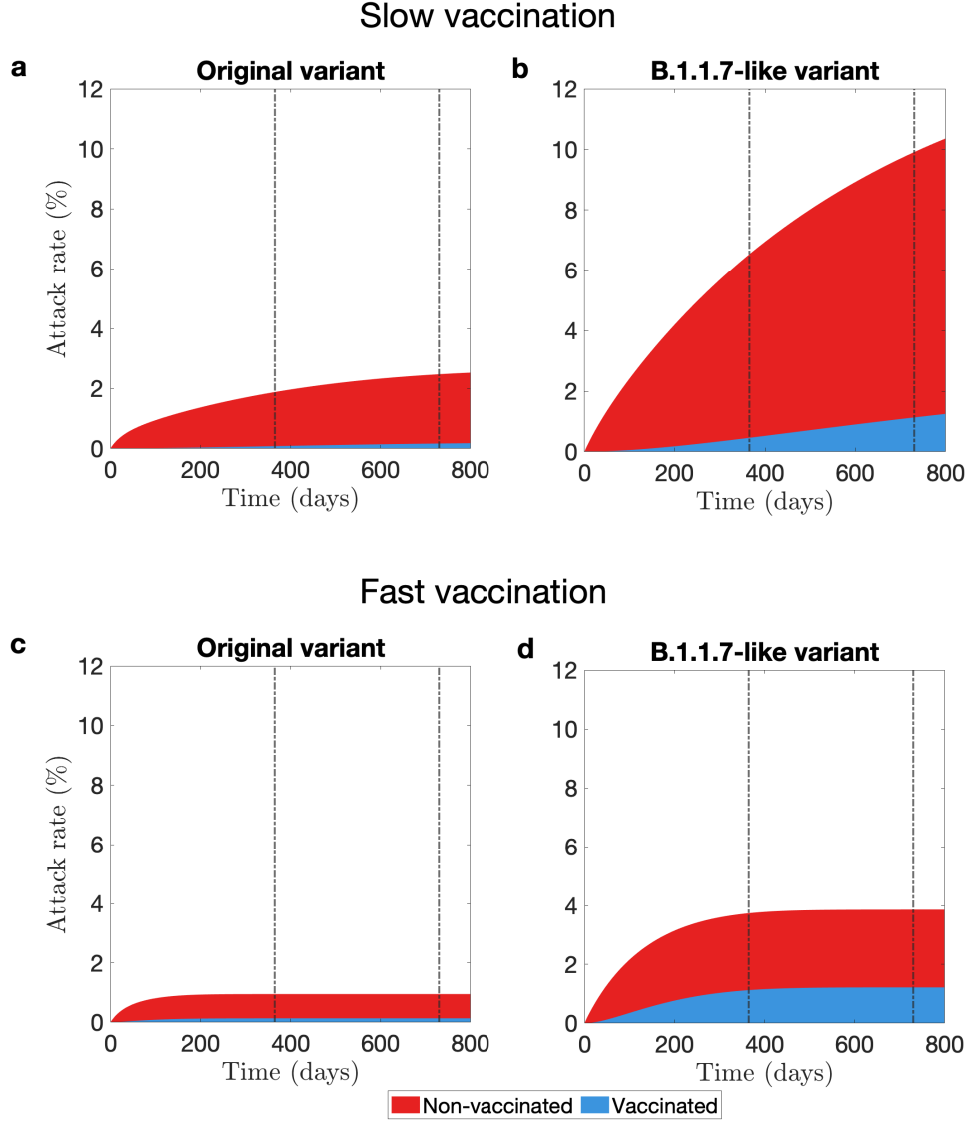 Slow vaccination
a
Original variant
Attack rate (%)
12
10
8
6
4
2
0
0 200 400 600 800
Time (days)
b
B.1.1.7-like variant
12
10
8
6
4
2
0
0 200 400 600 800
Time (days)
Fast vaccination
c
Original variant
Attack rate (%)
12
10
8
6
4
2
0
0 200 400 600 800
Time (days)
d
B.1.1.7-like variant
12
10
8
6
4
2
0
0 200 400 600 800
Time (days)
Non-vaccinated Vaccinated